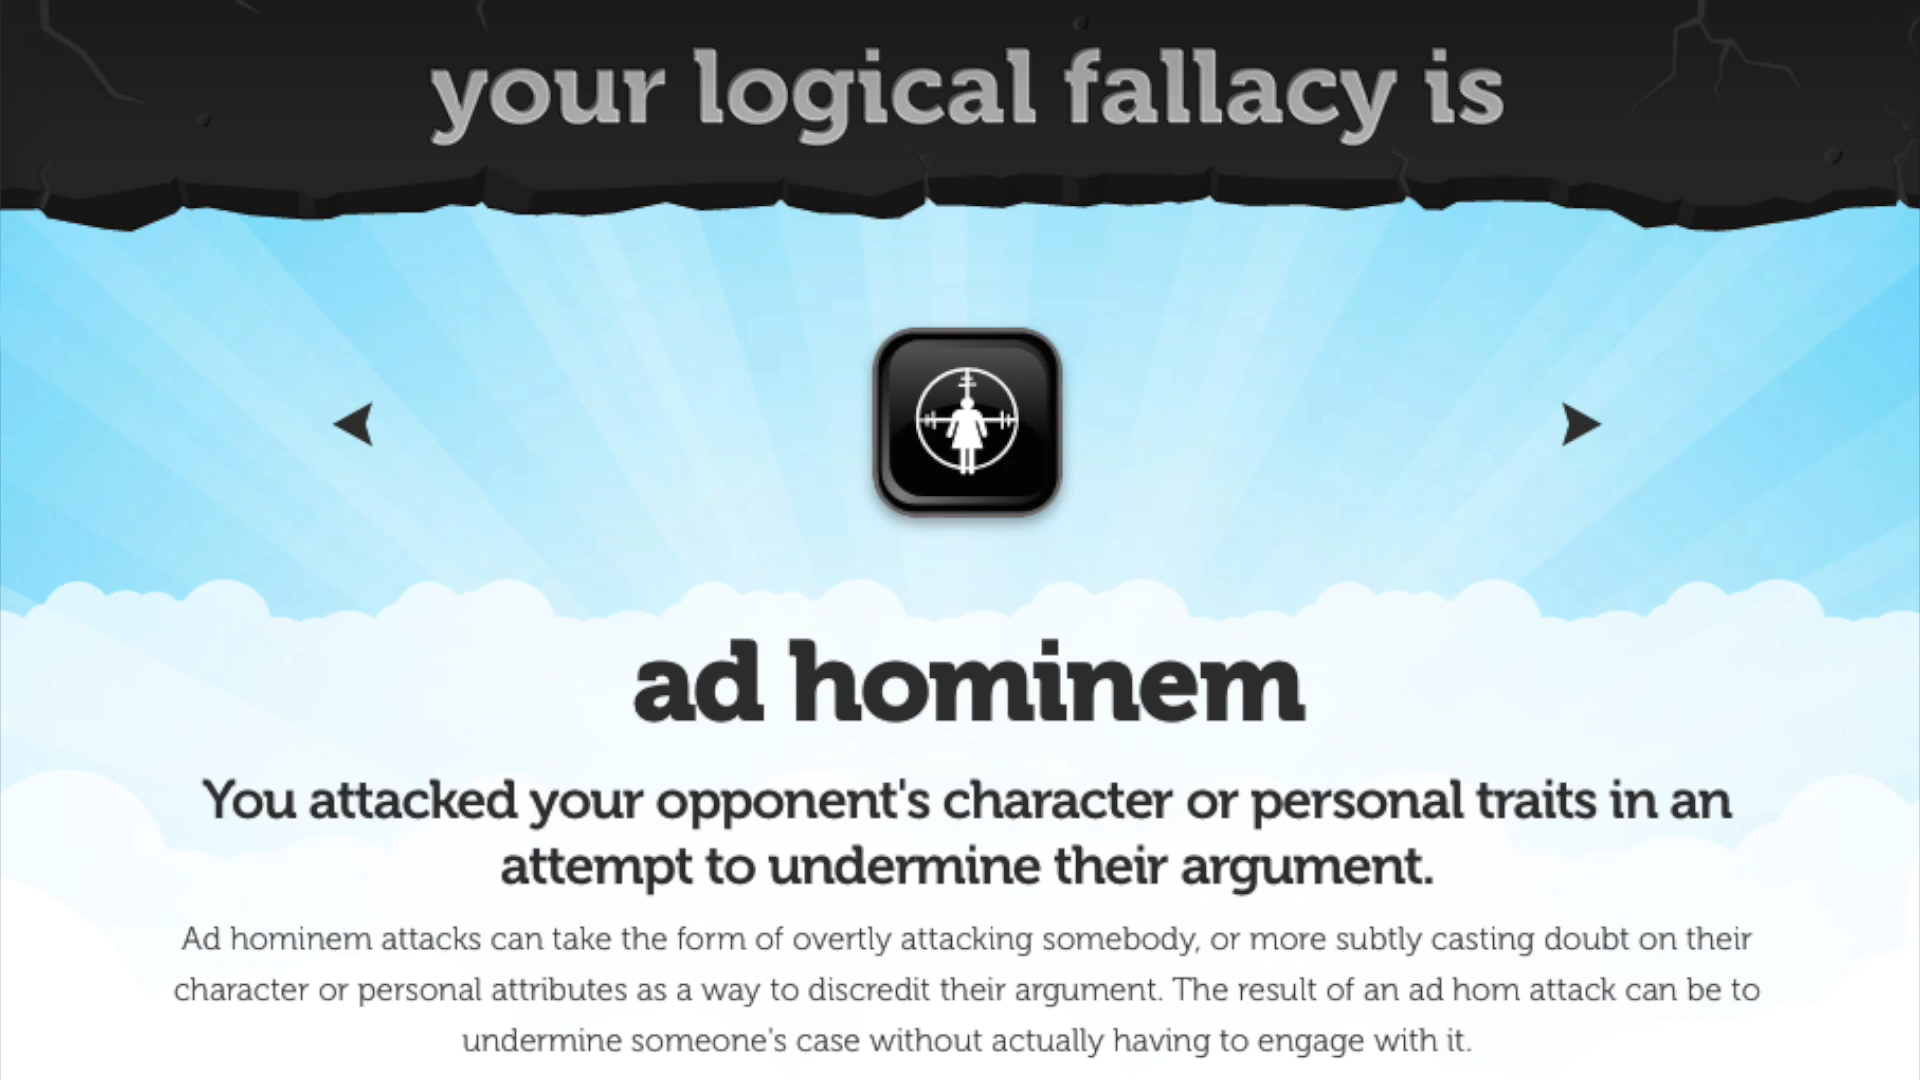 your logical fallacy is
ad hominem
You attacked your opponent's character or personal traits in an
attempt to undermine their argument.
Ad hominem attacks can take the form of overtly attacking somebody, or more subtly casting doubt on their
character or personal attributes as a way to discredit their argument. The result of an ad hom attack can be to
undermine someone's case without actually having to engage with it.